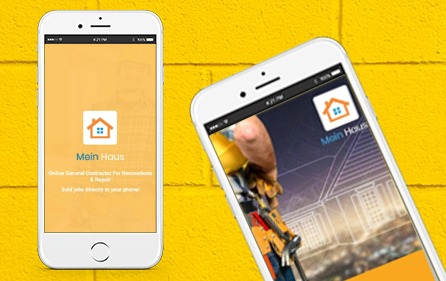 4:21 PM
100%
Mein Haus
Online General Contractor For Renovations
& Repair
Sold jobs directly to your phone!
4:21 PM
Mein Haus